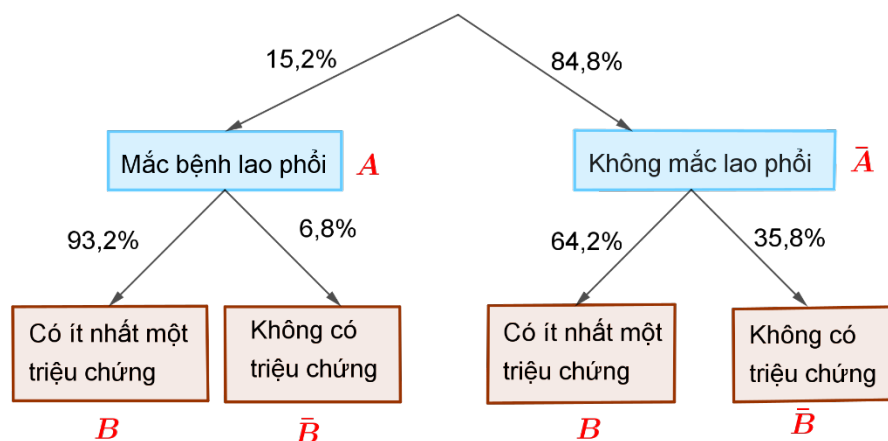 15,2%
84,8%
Mắc bệnh lao phổi
A
Không mắc lao phổi
Ā
93,2%
6,8%
64,2%
35,8%
Có ít nhất một
triệu chứng
Không có
triệu chứng
Có ít nhất một
triệu chứng
Không có
triệu chứng
B
B̄
B
B̄